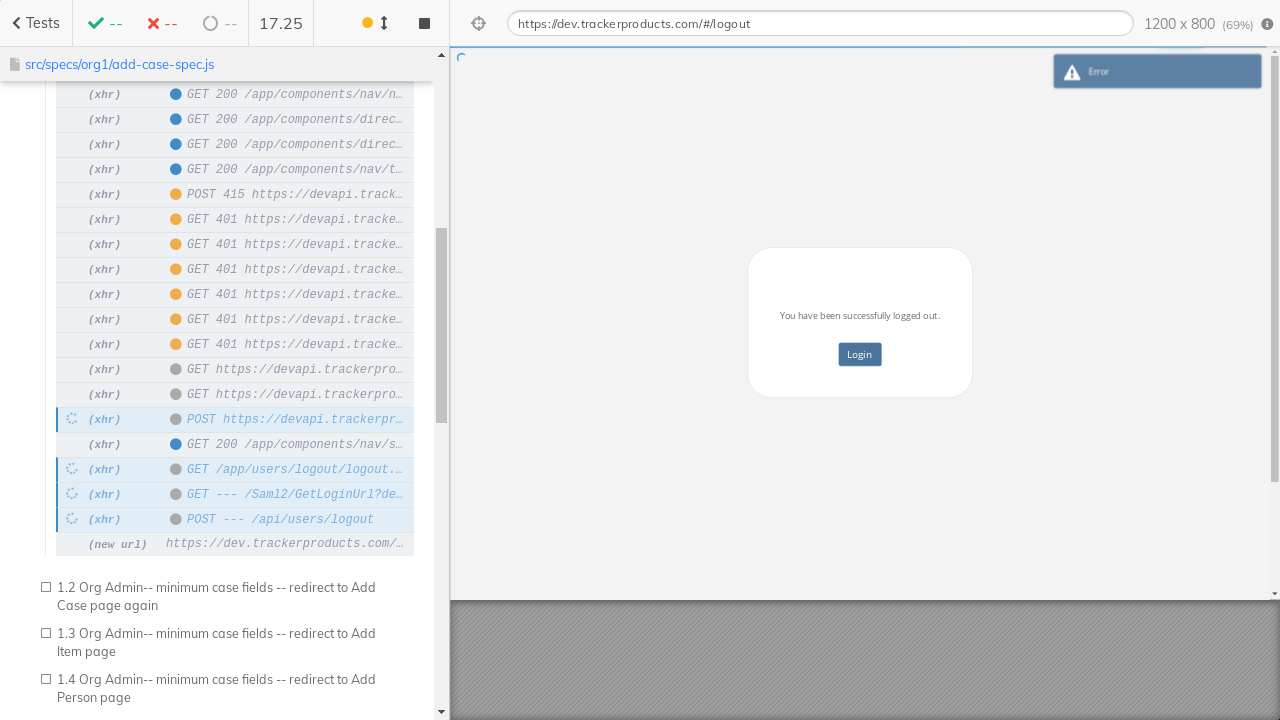 Tests
--
--
--
17.25
https://dev.trackerproducts.com/#/logout
1200 x 800 (69%)
src/specs/org1/add-case-spec.js
(xhr) GET 200 /app/components/nav/n…
(xhr) GET 200 /app/components/direc…
(xhr) GET 200 /app/components/direc…
(xhr) GET 200 /app/components/nav/t…
(xhr) POST 415 https://devapi.track…
(xhr) GET 401 https://devapi.tracke…
(xhr) GET 401 https://devapi.tracke…
(xhr) GET 401 https://devapi.tracke…
(xhr) GET 401 https://devapi.tracke…
(xhr) GET 401 https://devapi.tracke…
(xhr) GET 401 https://devapi.tracke…
(xhr) GET https://devapi.trackerpro…
(xhr) GET https://devapi.trackerpro…
(xhr) POST https://devapi.trackerpr…
(xhr) GET 200 /app/components/nav/s…
(xhr) GET /app/users/logout/logout.…
(xhr) GET --- /Saml2/GetLoginUrl?de…
(xhr) POST --- /api/users/logout
(new url) https://dev.trackerproducts.com/…
1.2 Org Admin-- minimum case fields -- redirect to Add
Case page again
1.3 Org Admin-- minimum case fields -- redirect to Add
Item page
1.4 Org Admin-- minimum case fields -- redirect to Add
Person page
Error
You have been successfully logged out.
Login